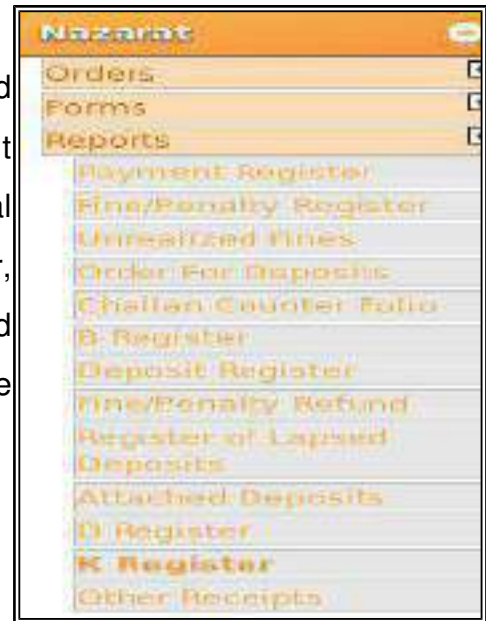 Nazarat
Orders
Forms
Reports
Payment Register
Fine/Penalty Register
Unrealized Fines
Order For Deposits
Challan Counter Folio
B Register
Deposit Register
Fine/Penalty Refund
Register of Lapsed
Deposits
Attached Deposits
D Register
K Register
Other Receipts